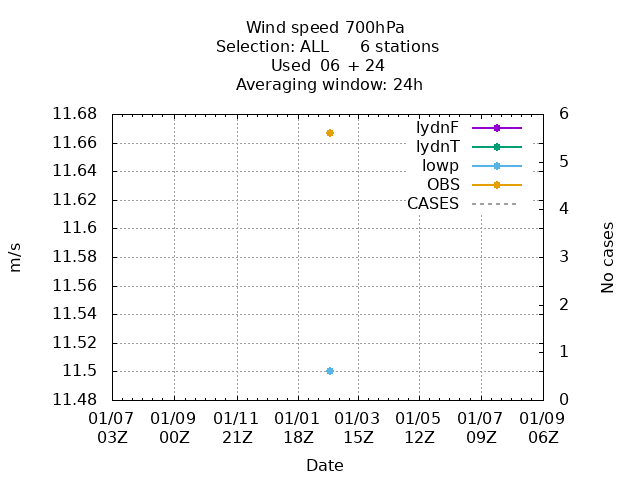 Wind speed 700hPa
Selection: ALL      6 stations
Used  06 + 24
Averaging window: 24h
11.68
11.66
11.64
11.62
11.6
11.58
11.56
11.54
11.52
11.5
11.48
m/s
lydnF
lydnT
lowp
OBS
CASES
6
5
4
3
2
1
0
No cases
01/07 01/09 01/11 01/01 01/03 01/05 01/07 01/09
03Z 00Z 21Z 18Z 15Z 12Z 09Z 06Z
Date